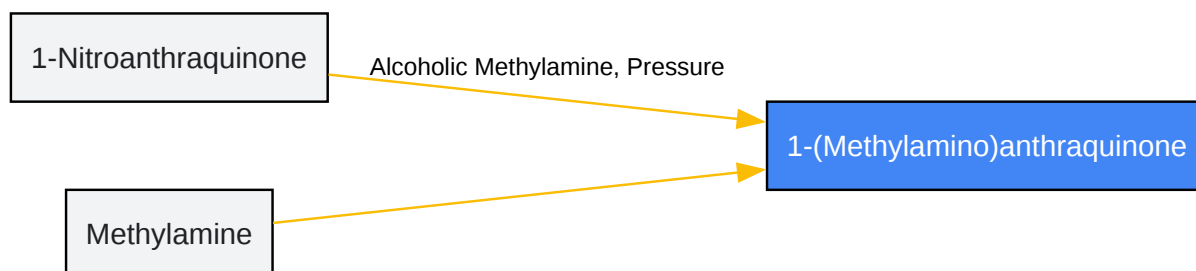 1-Nitroanthraquinone
Alcoholic Methylamine, Pressure
1-(Methylamino)anthraquinone
Methylamine